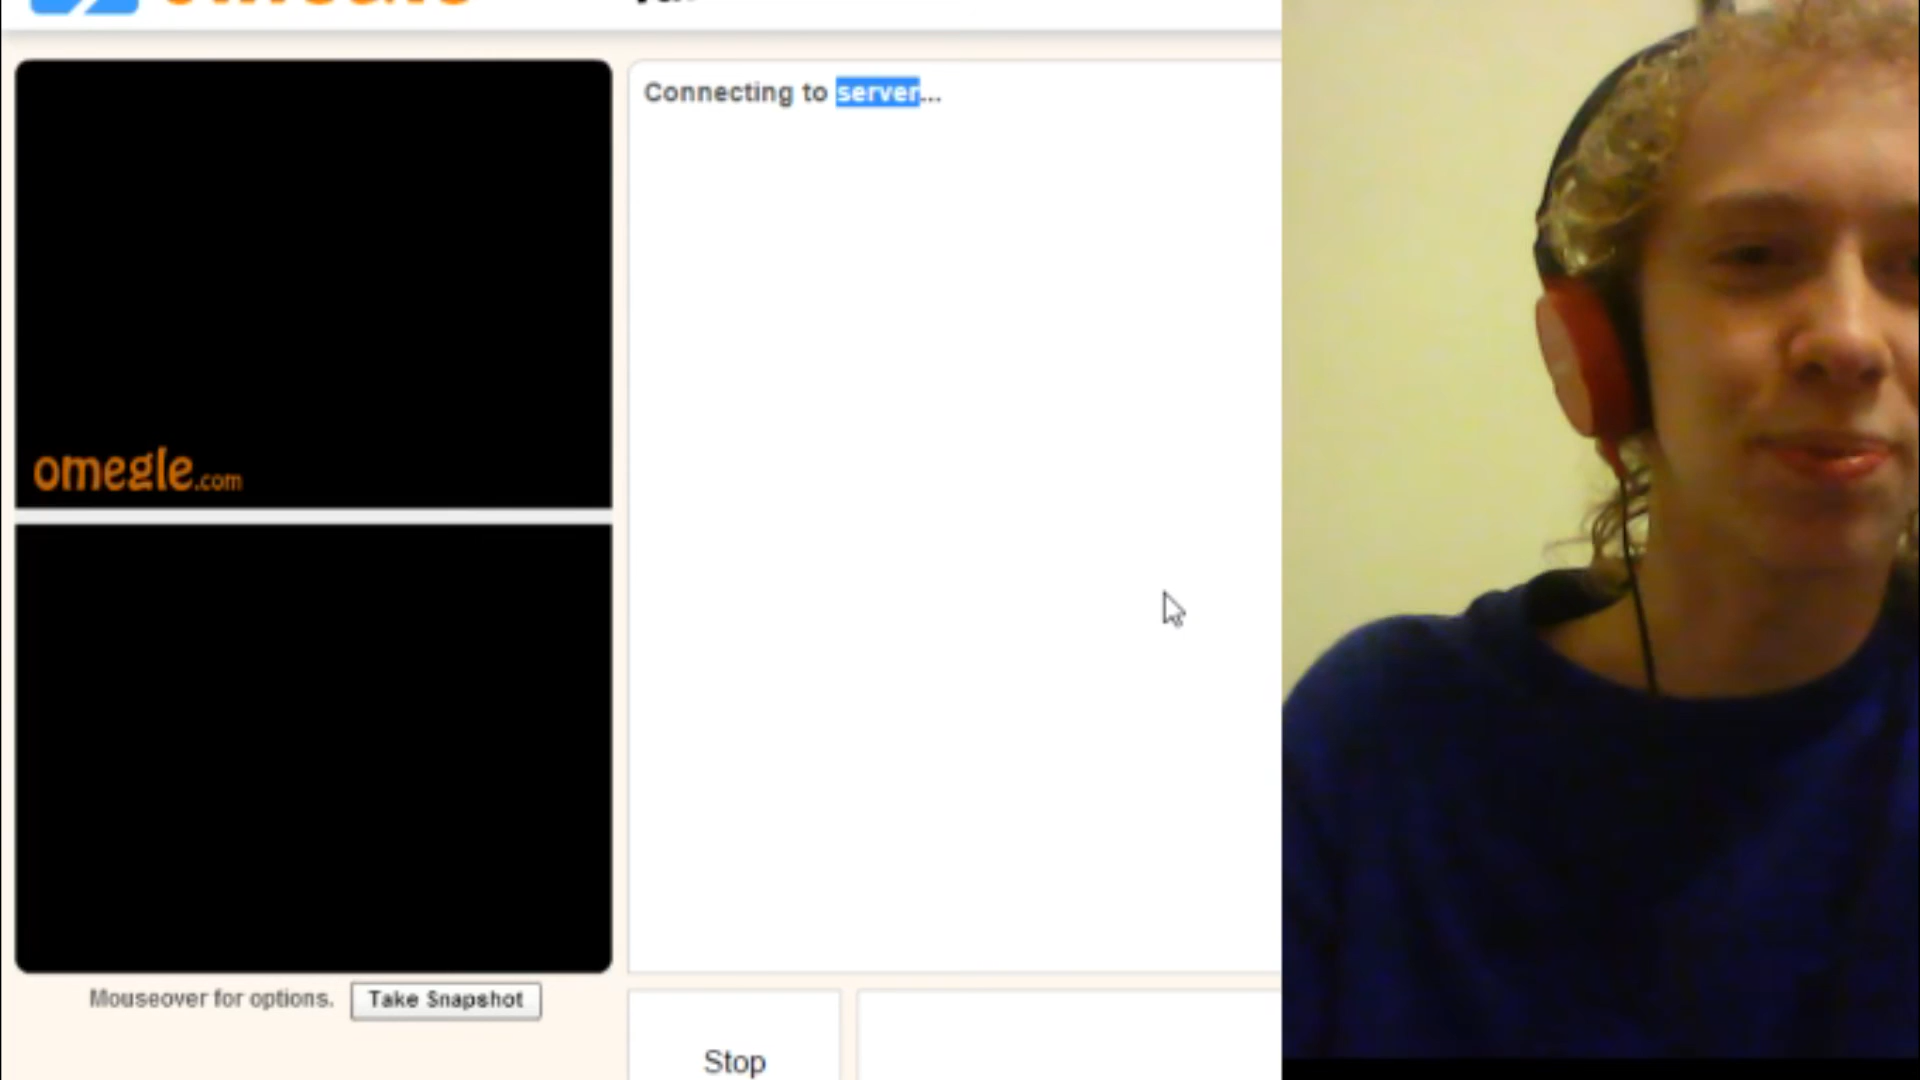 Connecting to server...
omegle.com
Mouseover for options.
Take Snapshot
Stop